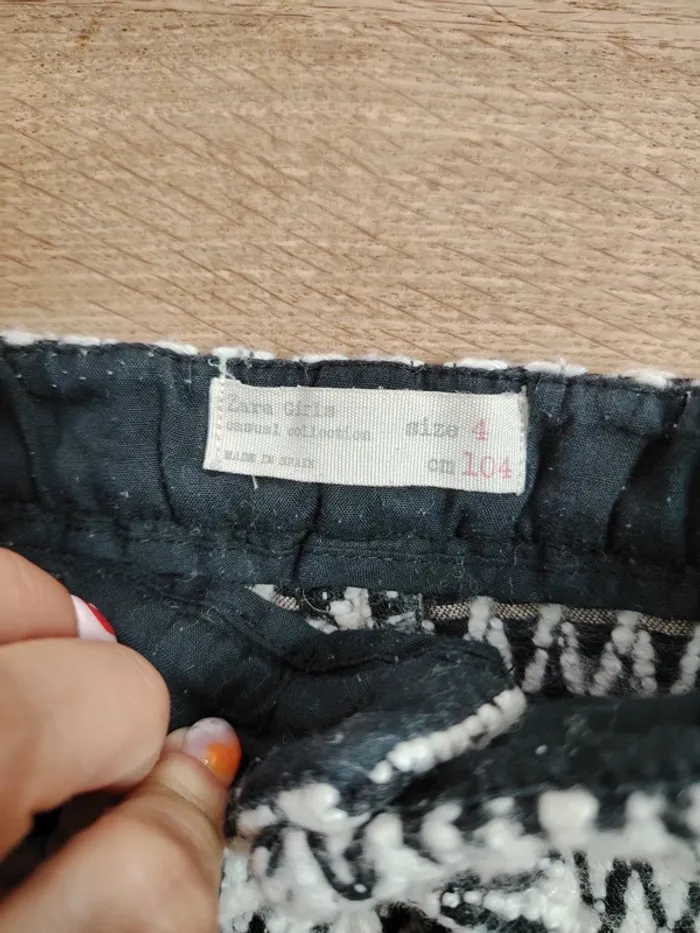 Zara Girls
casual collection
MADE IN SPAIN
size 4
cm 104